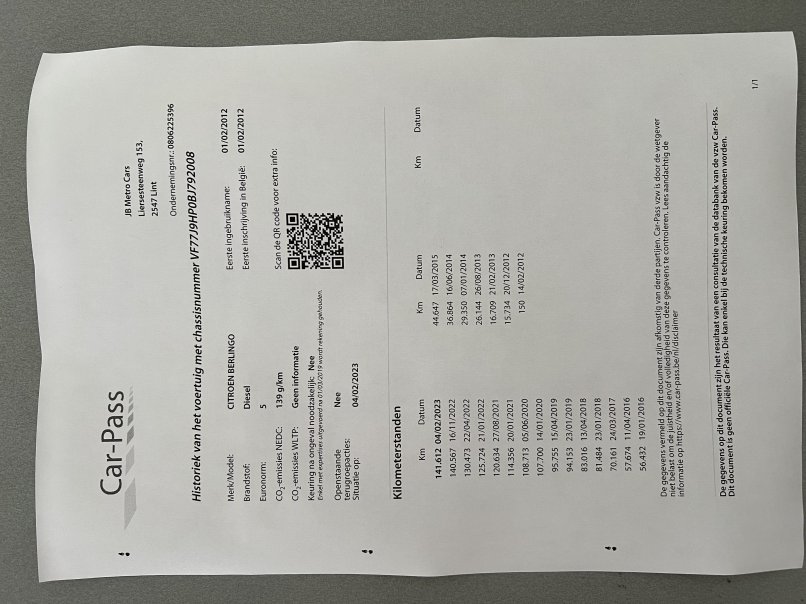 Car-Pass
JB Metro Cars
Liersesteenweg 153,
2547 Lint
Ondernemingsnr.: 0806225396
Historiek van het voertuig met chassisnummer VF77J9HP0BJ792008
Merk/Model: CITROEN BERLINGO
Brandstof: Diesel
Euronorm: 5
CO2-emissies NEDC: 139 g/km
CO2-emissies WLTP: Geen informatie
Keuring na ongeval noodzakelijk: Nee
Enkel met expertises uitgevoerd na 01/03/2019 wordt rekening gehouden.
Openstaande terugroepacties: Nee
Situatie op: 04/02/2023
Eerste ingebruikname: 01/02/2012
Eerste inschrijving in België: 01/02/2012
Scan de QR code voor extra info:
Kilometerstanden
Km Datum
141.612 04/02/2023
140.567 16/11/2022
130.473 22/04/2022
125.724 21/01/2022
120.634 27/08/2021
114.356 20/01/2021
108.713 05/06/2020
107.700 14/01/2020
95.755 15/04/2019
94.153 23/01/2019
83.016 13/04/2018
81.484 23/01/2018
70.161 24/03/2017
57.674 11/04/2016
56.432 19/01/2016
Km Datum
44.647 17/03/2015
36.864 16/06/2014
29.350 07/01/2014
26.144 26/08/2013
16.709 21/02/2013
15.734 20/12/2012
150 14/02/2012
Km Datum
De gegevens vermeld op dit document zijn afkomstig van derde partijen. Car-Pass vzw is door de wetgever
niet belast om de juistheid en/of volledigheid van deze gegevens te controleren. Lees aandachtig de
informatie op https://www.car-pass.be/nl/disclaimer
De gegevens op dit document zijn het resultaat van een consultatie van de databank van de vzw Car-Pass.
Dit document is geen officiële Car-Pass. Die kan enkel bij de technische keuring bekomen worden.
1/1